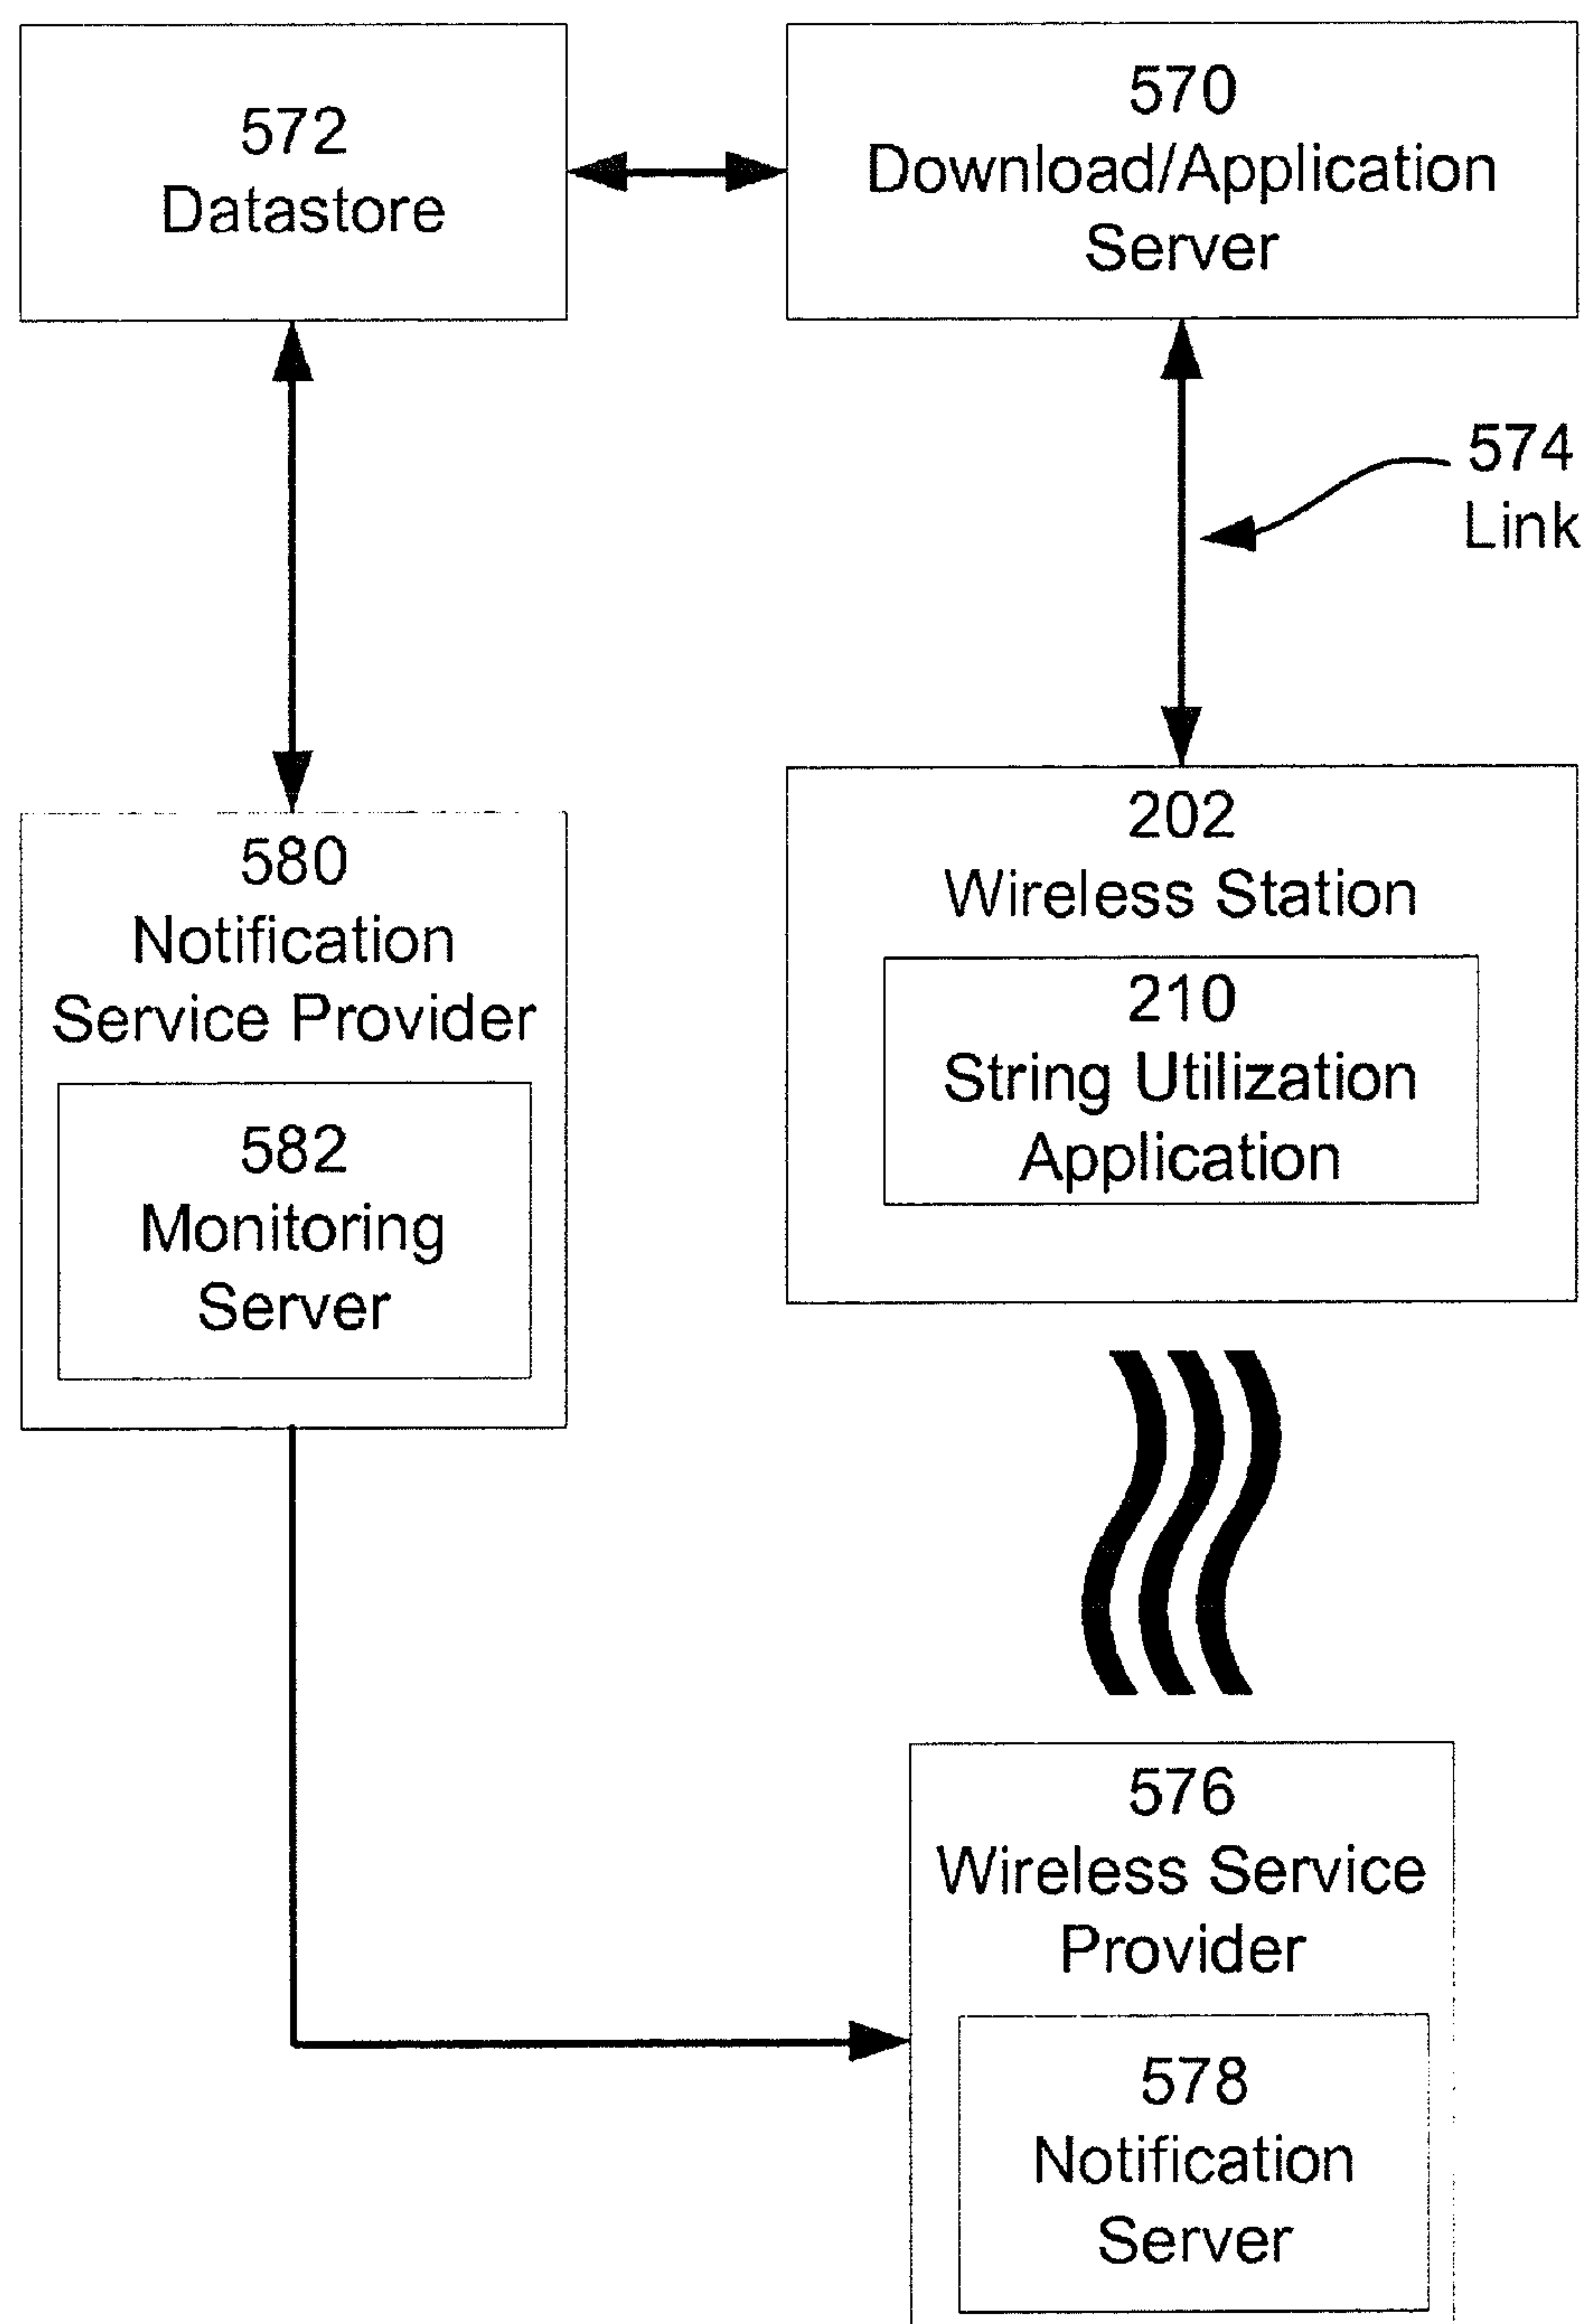 572
Datastore
570
Download/Application
Server
574
Link
580
Notification
Service Provider
582
Monitoring
Server
202
Wireless Station
210
String Utilization
Application
576
Wireless Service
Provider
578
Notification
Server